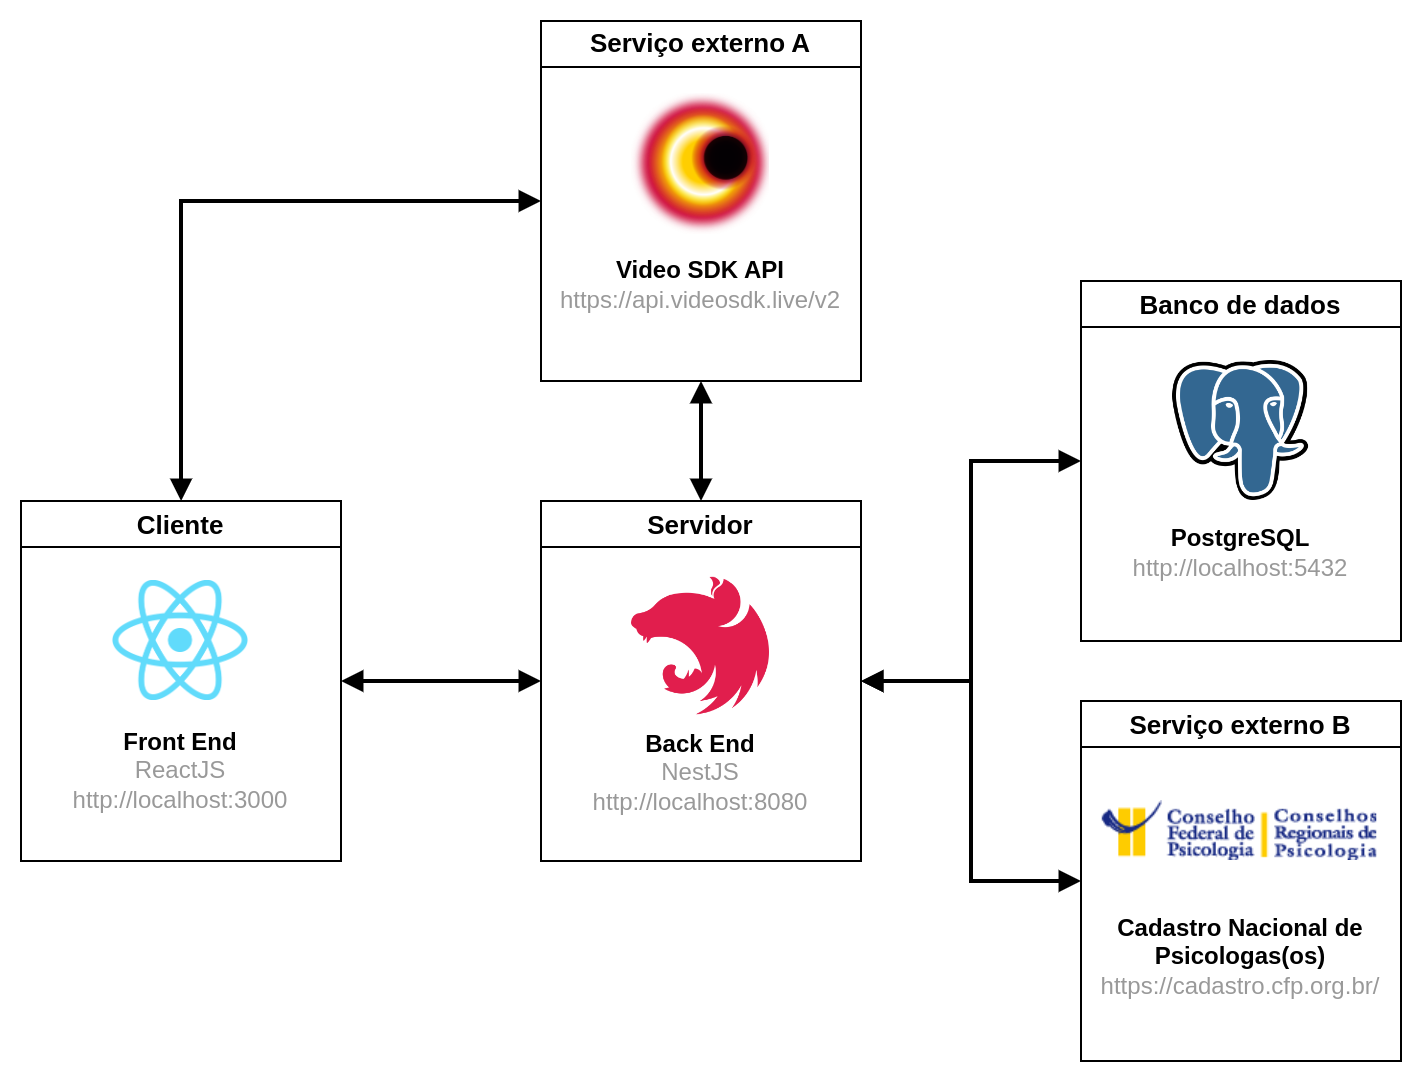 Serviço externo A
Video SDK API
https://api.videosdk.live/v2
Banco de dados
PostgreSQL
http://localhost:5432
Cliente
Front End
ReactJS
http://localhost:3000
Servidor
Back End
NestJS
http://localhost:8080
Serviço externo B
Conselho
Federal de
Psicologia
Conselhos
Regionais de
Psicologia
Cadastro Nacional de
Psicologas(os)
https://cadastro.cfp.org.br/